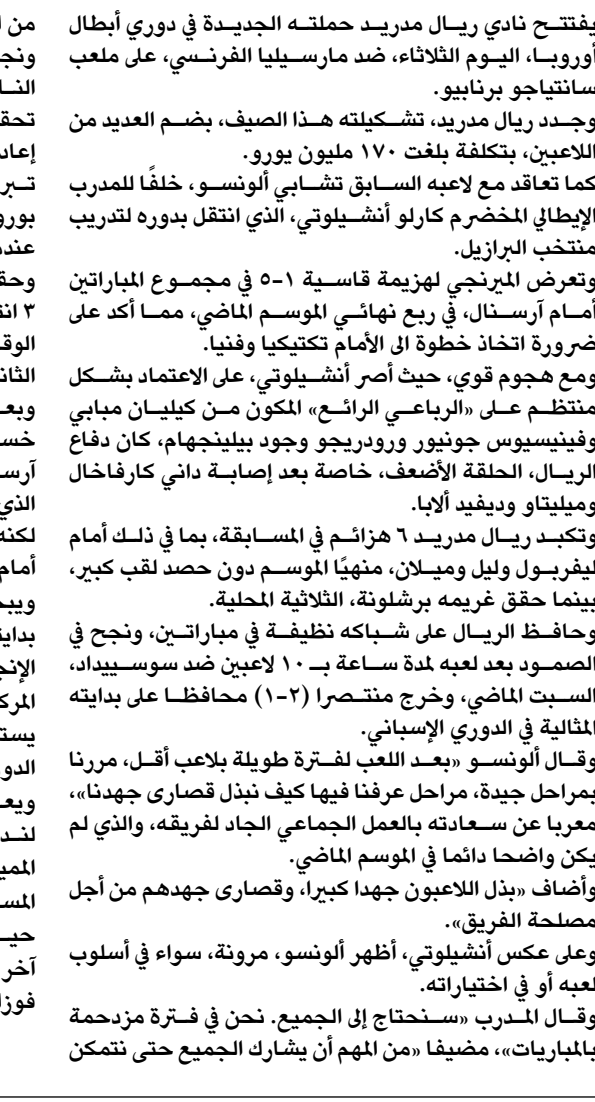 يفتتح نادي ريال مدريد حملته الجديدة في دوري أبطال
أوروبا، اليوم الثلاثاء، ضد مارسيليا الفرنسي، على ملعب
سانتياجو برنابيو.
وجدد ريال مدريد، تشكيلته هذا الصيف، بضم العديد من
اللاعبين، بتكلفة بلغت ١٧٠ مليون يورو.
كما تعاقد مع لاعبه السابق تشابي ألونسو، خلفًا للمدرب
الإيطالي المخضرم كارلو أنشيلوتي، الذي انتقل بدوره لتدريب
منتخب البرازيل.
وتعرض الميرنجي لهزيمة قاسية ١-٥ في مجموع المباراتين
أمام آرسنال، في ربع نهائي الموسم الماضي، مما أكد على
ضرورة اتخاذ خطوة الى الأمام تكتيكيا وفنيا.
ومع هجوم قوي، حيث أصر أنشيلوتي، على الاعتماد بشكل
منتظم على «الرباعي الرائع» المكون من كيليان مبابي
وفينيسيوس جونيور ورودريجو وجود بيلينجهام، كان دفاع
الريال، الحلقة الأضعف، خاصة بعد إصابة داني كارفاخال
وميليتاو وديفيد ألابا.
وتكبد ريال مدريد ٦ هزائم في المسابقة، بما في ذلك أمام
ليفربول وليل وميلان، منهيًا الموسم دون حصد لقب كبير،
بينما حقق غريمه برشلونة، الثلاثية المحلية.
وحافظ الريال على شباكه نظيفة في مباراتين، ونجح في
الصمود بعد لعبه لمدة ساعة بـ ١٠ لاعبين ضد سوسييداد،
السبت الماضي، وخرج منتصرا (٢-١) محافظا على بدايته
المثالية في الدوري الإسباني.
وقال ألونسو «بعد اللعب لفترة طويلة بلاعب أقل، مررنا
بمراحل جيدة، مراحل عرفنا فيها كيف نبذل قصارى جهدنا»،
معربا عن سعادته بالعمل الجماعي الجاد لفريقه، والذي لم
يكن واضحا دائما في الموسم الماضي.
وأضاف «بذل اللاعبون جهدا كبيرا، وقصارى جهدهم من أجل
مصلحة الفريق».
وعلى عكس أنشيلوتي، أظهر ألونسو، مرونة، سواء في أسلوب
لعبه أو في اختياراته.
وقال المدرب «سنحتاج إلى الجميع. نحن في فترة مزدحمة
بالمباريات»، مضيفا «من المهم أن يشارك الجميع حتى نتمكن